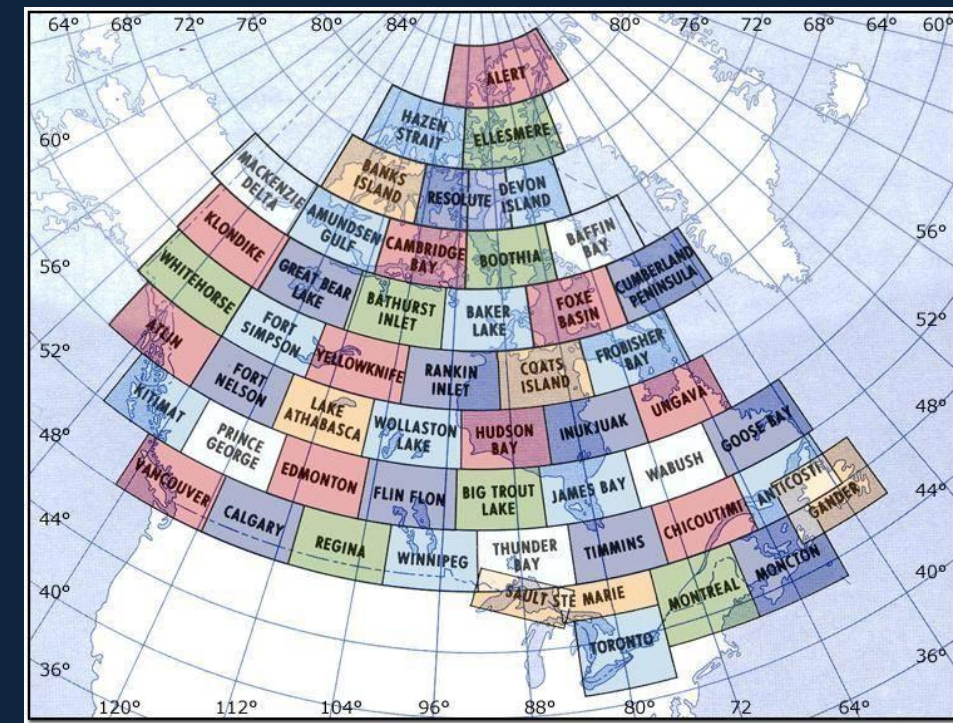 64° 72° 76° 80° 84° 80° 76° 72° 68° 64° 60°
ALERT
HAZEN
STRAIT
ELLESMERE
60°
BANKS
ISLAND
RESOLUTE
DEVON
ISLAND
MACKENZIE
DELTA
AMUNDSEN
GULF
CAMBRIDGE
BAY
BOOTHIA
BAFFIN
BAY
56°
KLONDIKE
GREAT BEAR
LAKE
BATHURST
INLET
BAKER
LAKE
FOXE
BASIN
CUMBERLAND
PENINSULA
56°
WHITEHORSE
FORT
SIMPSON
YELLOWKNIFE
RANKIN
INLET
COATS
ISLAND
FROBISHER
BAY
52°
52°
ATLIN
FORT
NELSON
LAKE
ATHABASCA
WOLLASTON
LAKE
HUDSON
BAY
INUKJUAK
UNGAVA
GOOSE BAY
48°
48°
KITIMAT
PRINCE
GEORGE
EDMONTON
FLIN FLON
BIG TROUT
LAKE
JAMES BAY
WABUSH
ANTICOSTI
GANDER
44°
44°
VANCOUVER
CALGARY
REGINA
WINNIPEG
THUNDER
BAY
TIMMINS
CHICOUTIMI
MONCTON
40°
40°
SAULT STE MARIE
MONTREAL
TORONTO
36°
36°
120° 112° 104° 96° 88° 80° 72 64°